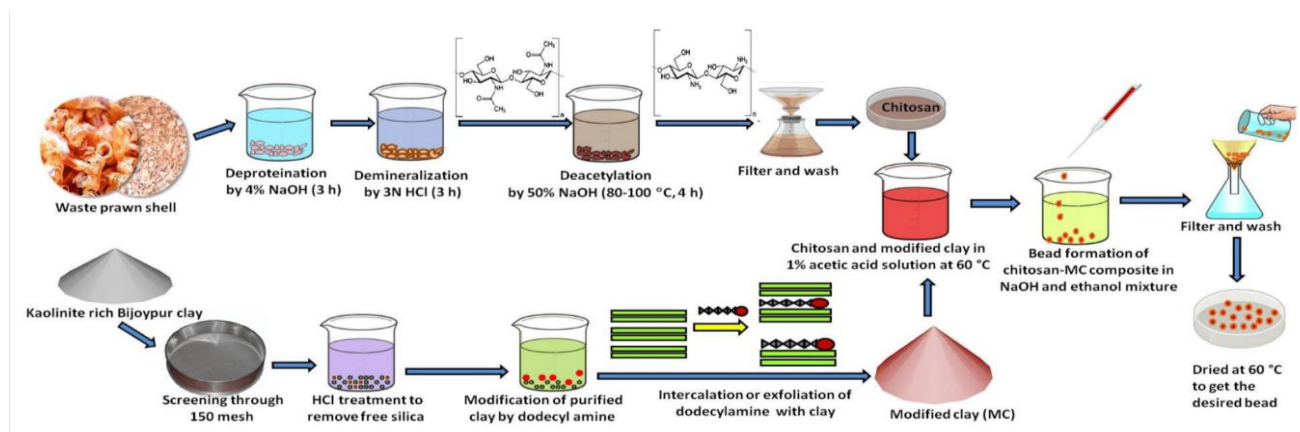 Waste prawn shell
Deproteination
by 4% NaOH (3 h)
Demineralization
by 3N HCl (3 h)
Deacetylation
by 50% NaOH (80-100 °C, 4 h)
Filter and wash
Chitosan
Chitosan and modified clay in
1% acetic acid solution at 60 °C
Bead formation of
chitosan-MC composite in
NaOH and ethanol mixture
Filter and wash
Dried at 60 °C
to get the
desired bead
Kaolinite rich Bijoypur clay
Screening through
150 mesh
HCl treatment to
remove free silica
Modification of purified
clay by dodecyl amine
Intercalation or exfoliation of
dodecylamine with clay
Modified clay (MC)